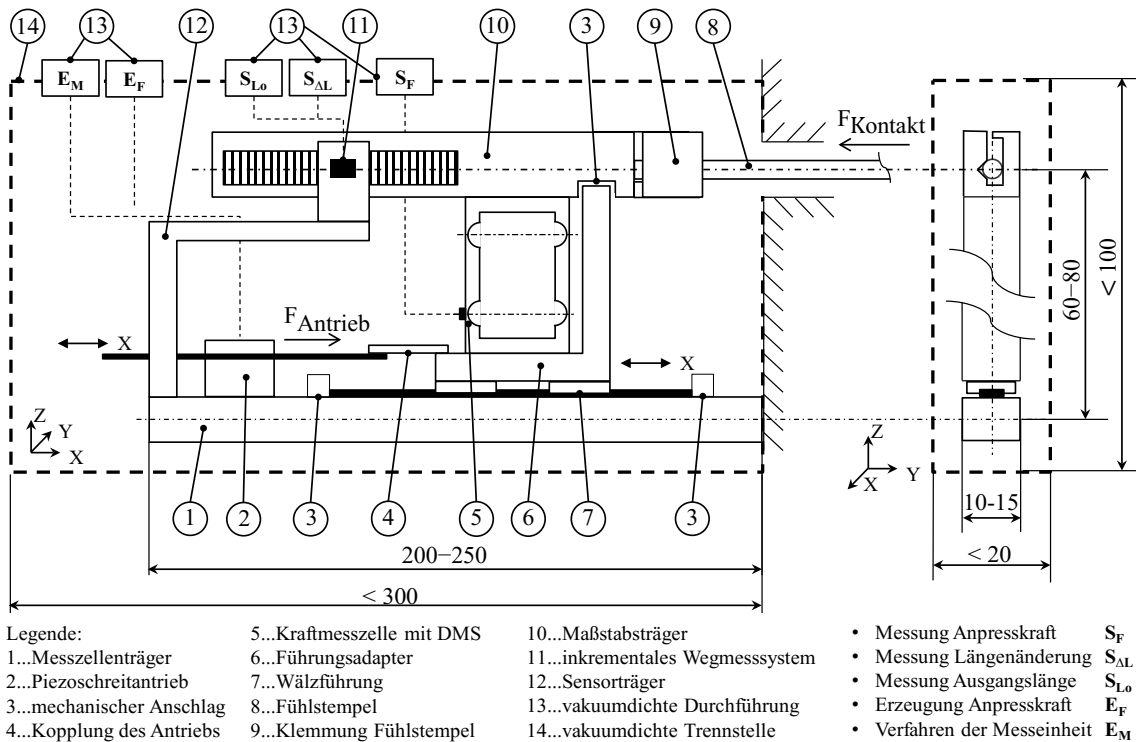 14 13 12 13 11 10 3 9 8
E_M E_F S_Lo S_ΔL S_F
F_Kontakt
3
F_Antrieb
X X
60−80
< 100
Z Y X
Z Y X
1 2 3 4 5 6 7 3
10-15
200−250
< 20
< 300
Legende:
1...Messzellenträger
2...Piezoschreitantrieb
3...mechanischer Anschlag
4...Kopplung des Antriebs
5...Kraftmesszelle mit DMS
6...Führungsadapter
7...Wälzführung
8...Fühlstempel
9...Klemmung Fühlstempel
10...Maßstabsträger
11...inkrementales Wegmesssystem
12...Sensorträger
13...vakuumdichte Durchführung
14...vakuumdichte Trennstelle
• Messung Anpresskraft S_F
• Messung Längenänderung S_ΔL
• Messung Ausgangslänge S_Lo
• Erzeugung Anpresskraft E_F
• Verfahren der Messeinheit E_M